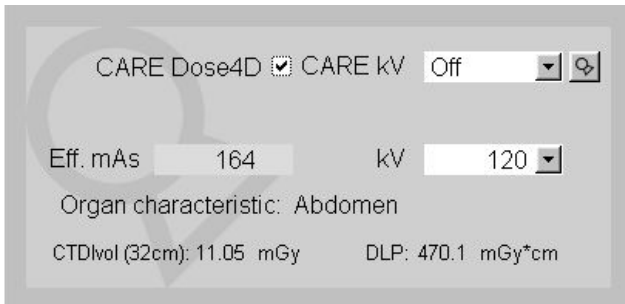 CARE Dose4D CARE kV Off
Eff. mAs 164 kV 120
Organ characteristic: Abdomen
CTDIvol (32cm): 11.05 mGy DLP: 470.1 mGy*cm